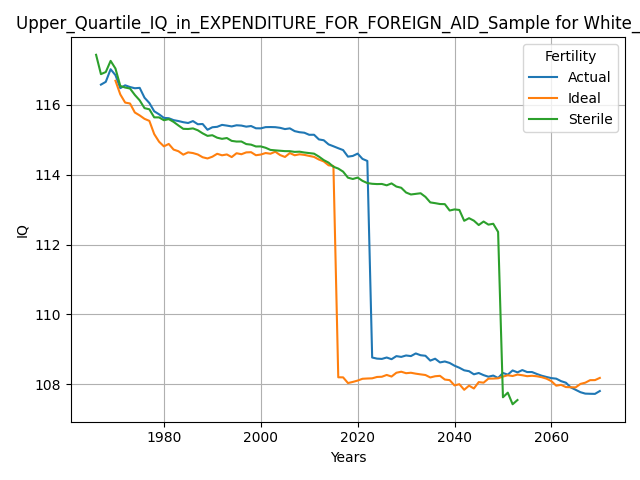 Upper_Quartile_IQ_in_EXPENDITURE_FOR_FOREIGN_AID_Sample for White_
Fertility
Actual
Ideal
Sterile
116
114
112
110
108
IQ
1980
2000
2020
2040
2060
Years